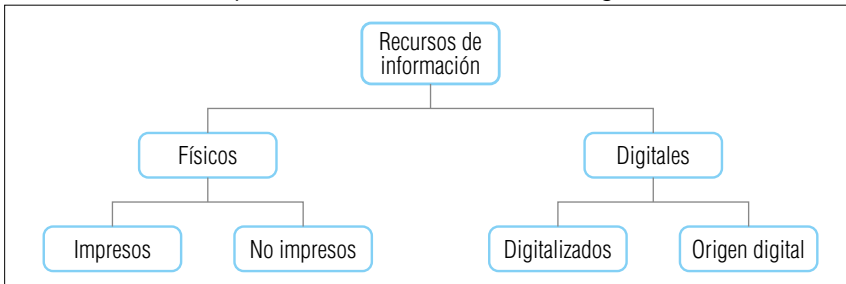 Recursos de
información
Físicos
Digitales
Impresos
No impresos
Digitalizados
Origen digital